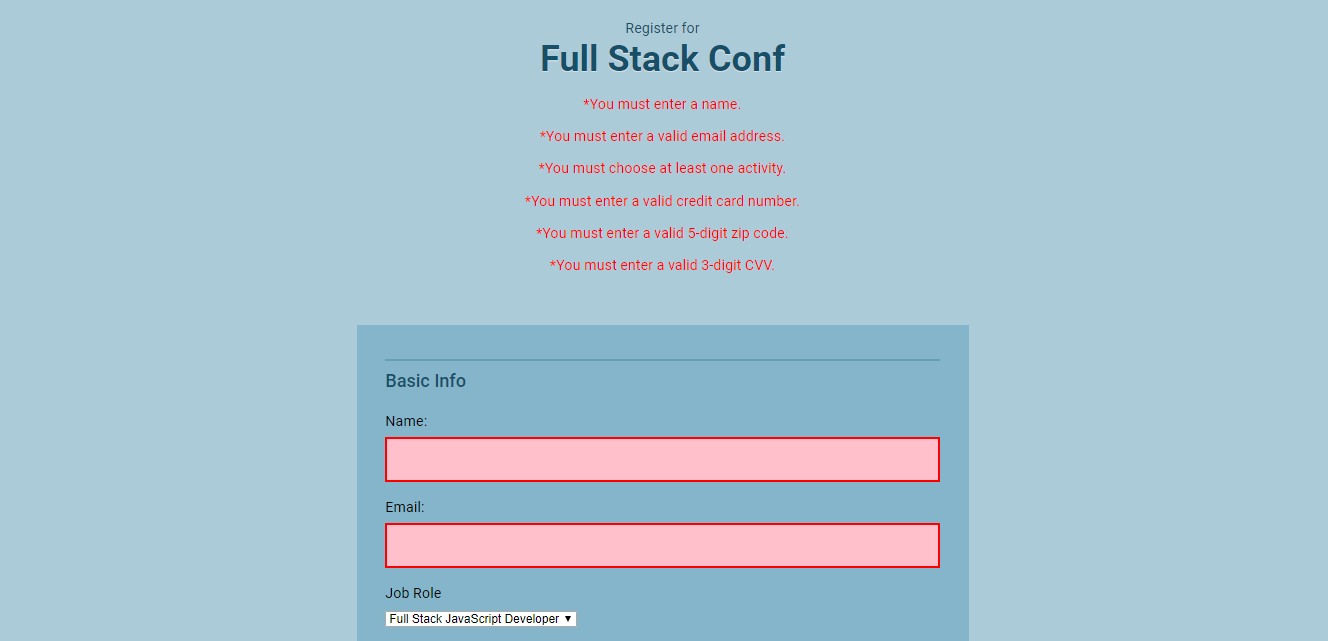 Register for
Full Stack Conf
*You must enter a name.
*You must enter a valid email address.
*You must choose at least one activity.
*You must enter a valid credit card number.
*You must enter a valid 5-digit zip code.
*You must enter a valid 3-digit CVV.
Basic Info
Name:
Email:
Job Role
Full Stack JavaScript Developer